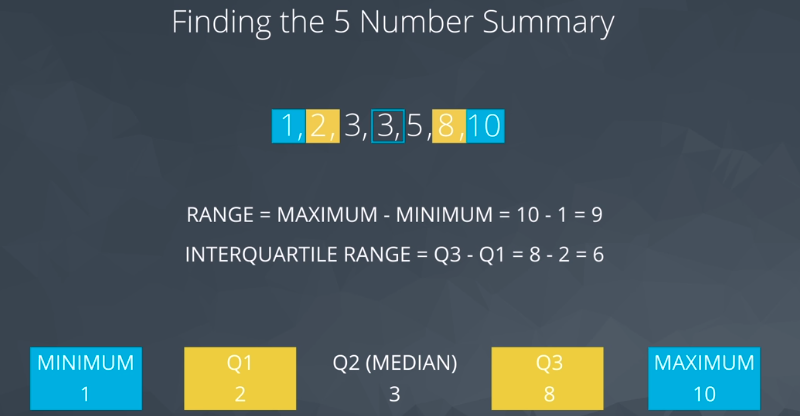 Finding the 5 Number Summary
1, 2, 3, 3, 5, 8, 10
RANGE = MAXIMUM - MINIMUM = 10 - 1 = 9
INTERQUARTILE RANGE = Q3 - Q1 = 8 - 2 = 6
MINIMUM Q1 Q2 (MEDIAN) Q3 MAXIMUM
1 2 3 8 10